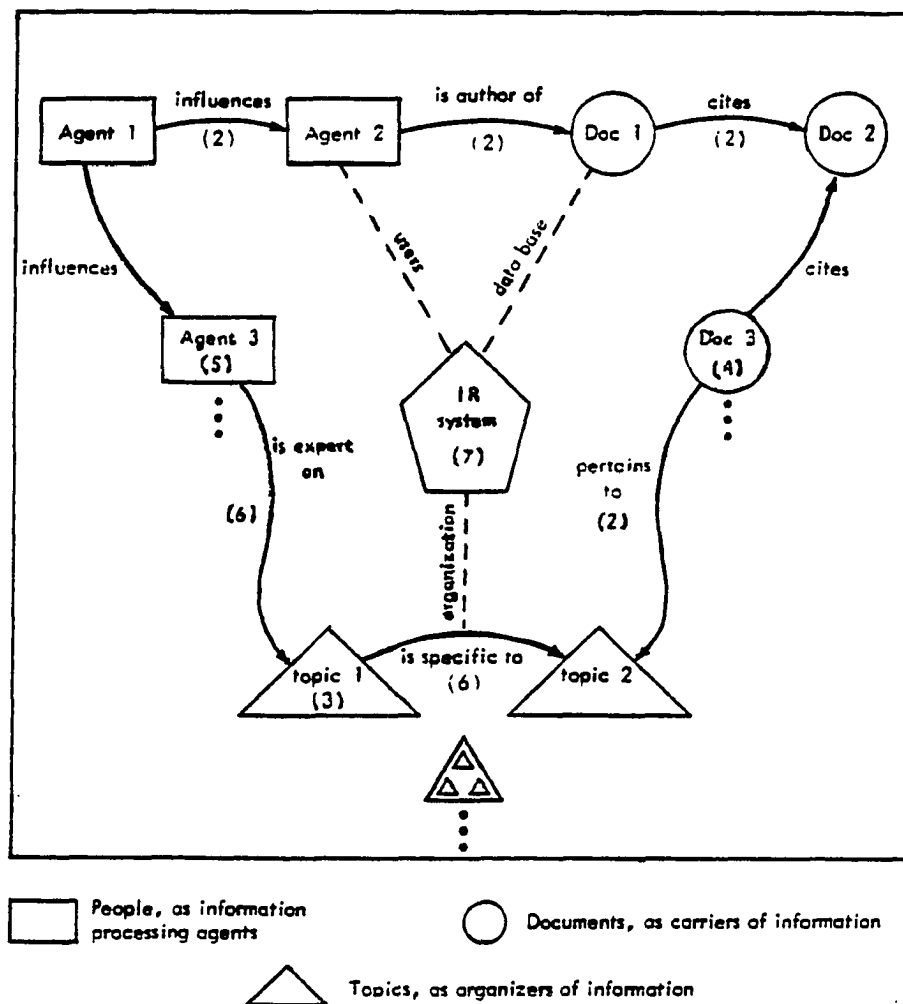 influences
is author of
cites
Agent 1
Agent 2
Doc 1
Doc 2
(2)
(2)
(2)
users
data base
influences
cites
Agent 3
(5)
Doc 3
(4)
IR
system
(7)
is expert
on
(6)
pertains
to
(2)
organization
is specific to
(6)
topic 1
(3)
topic 2
People, as information
processing agents
Documents, as carriers of information
Topics, as organizers of information